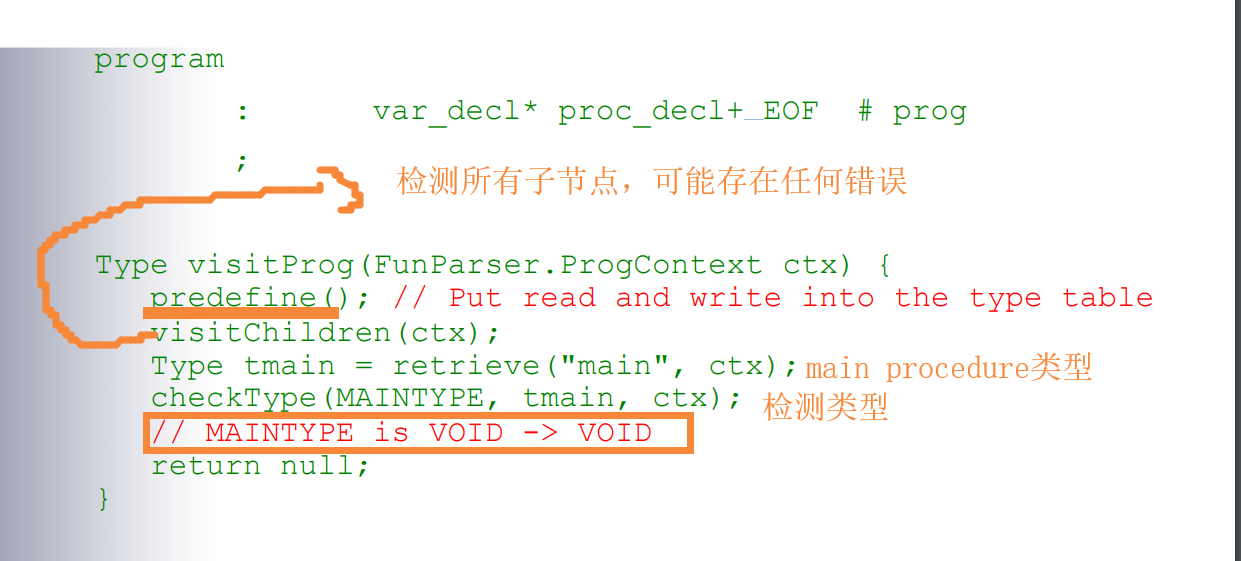 program
: var_decl* proc_decl+ EOF # prog
;
检测所有子节点，可能存在任何错误
Type visitProg(FunParser.ProgContext ctx) {
predefine(); // Put read and write into the type table
visitChildren(ctx);
Type tmain = retrieve("main", ctx); main procedure类型
checkType(MAINTYPE, tmain, ctx); 检测类型
// MAINTYPE is VOID -> VOID
return null;
}